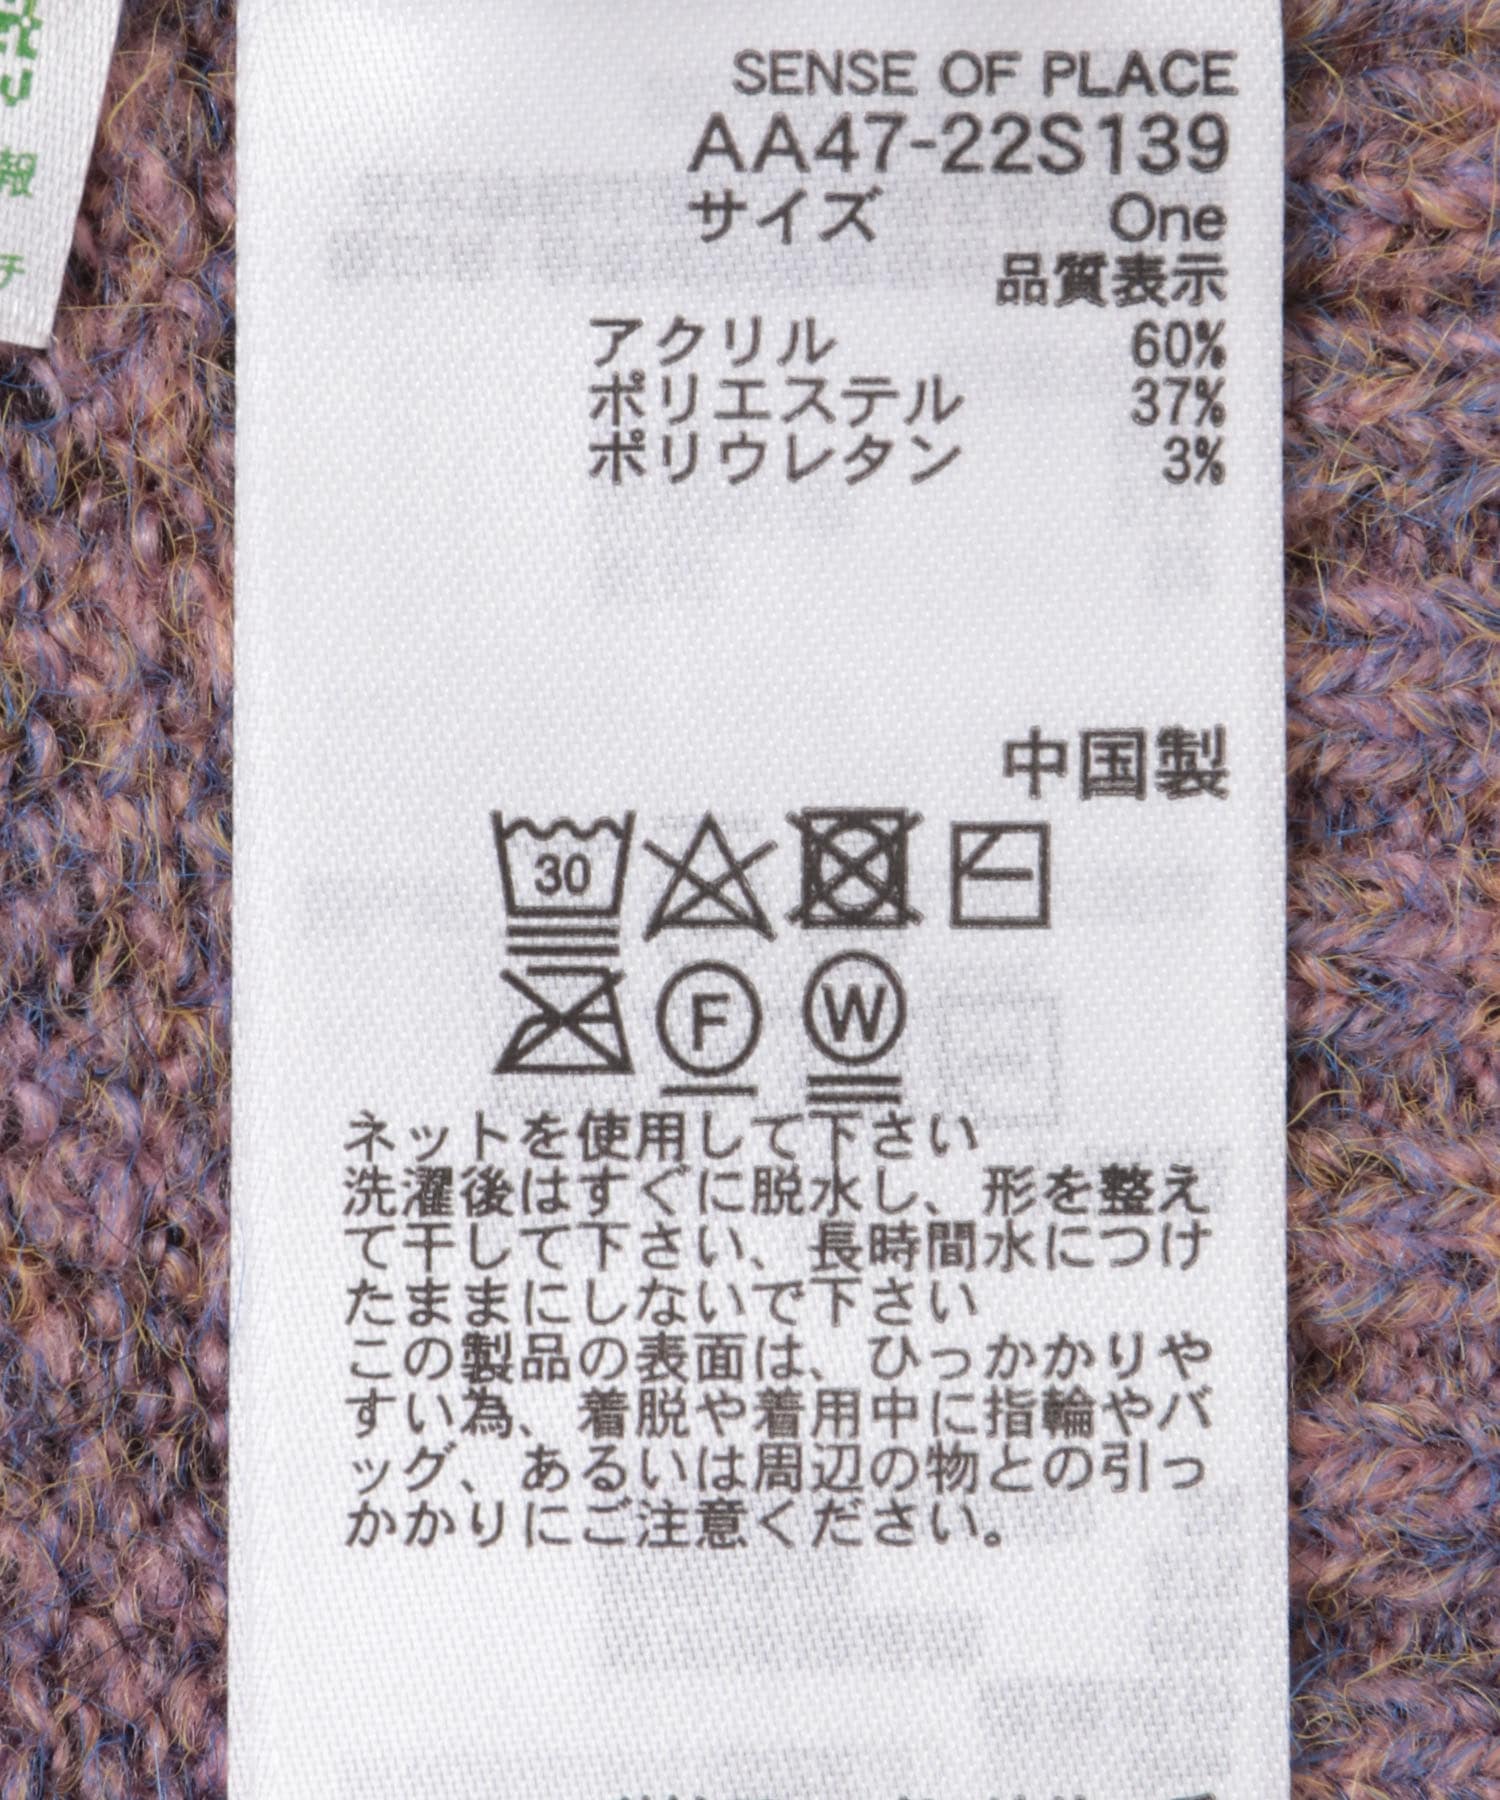 SENSE OF PLACE
AA47-22S139
サイズ One
品質表示
アクリル 60%
ポリエステル 37%
ポリウレタン 3%
中国製
30
F W
ネットを使用して下さい
洗濯後はすぐに脱水し、形を整え
て干して下さい、長時間水につけ
たままにしないで下さい
この製品の表面は、ひっかかりや
すい為、着脱や着用中に指輪やバ
ッグ、あるいは周辺の物との引っ
かかりにご注意ください。
報
チ